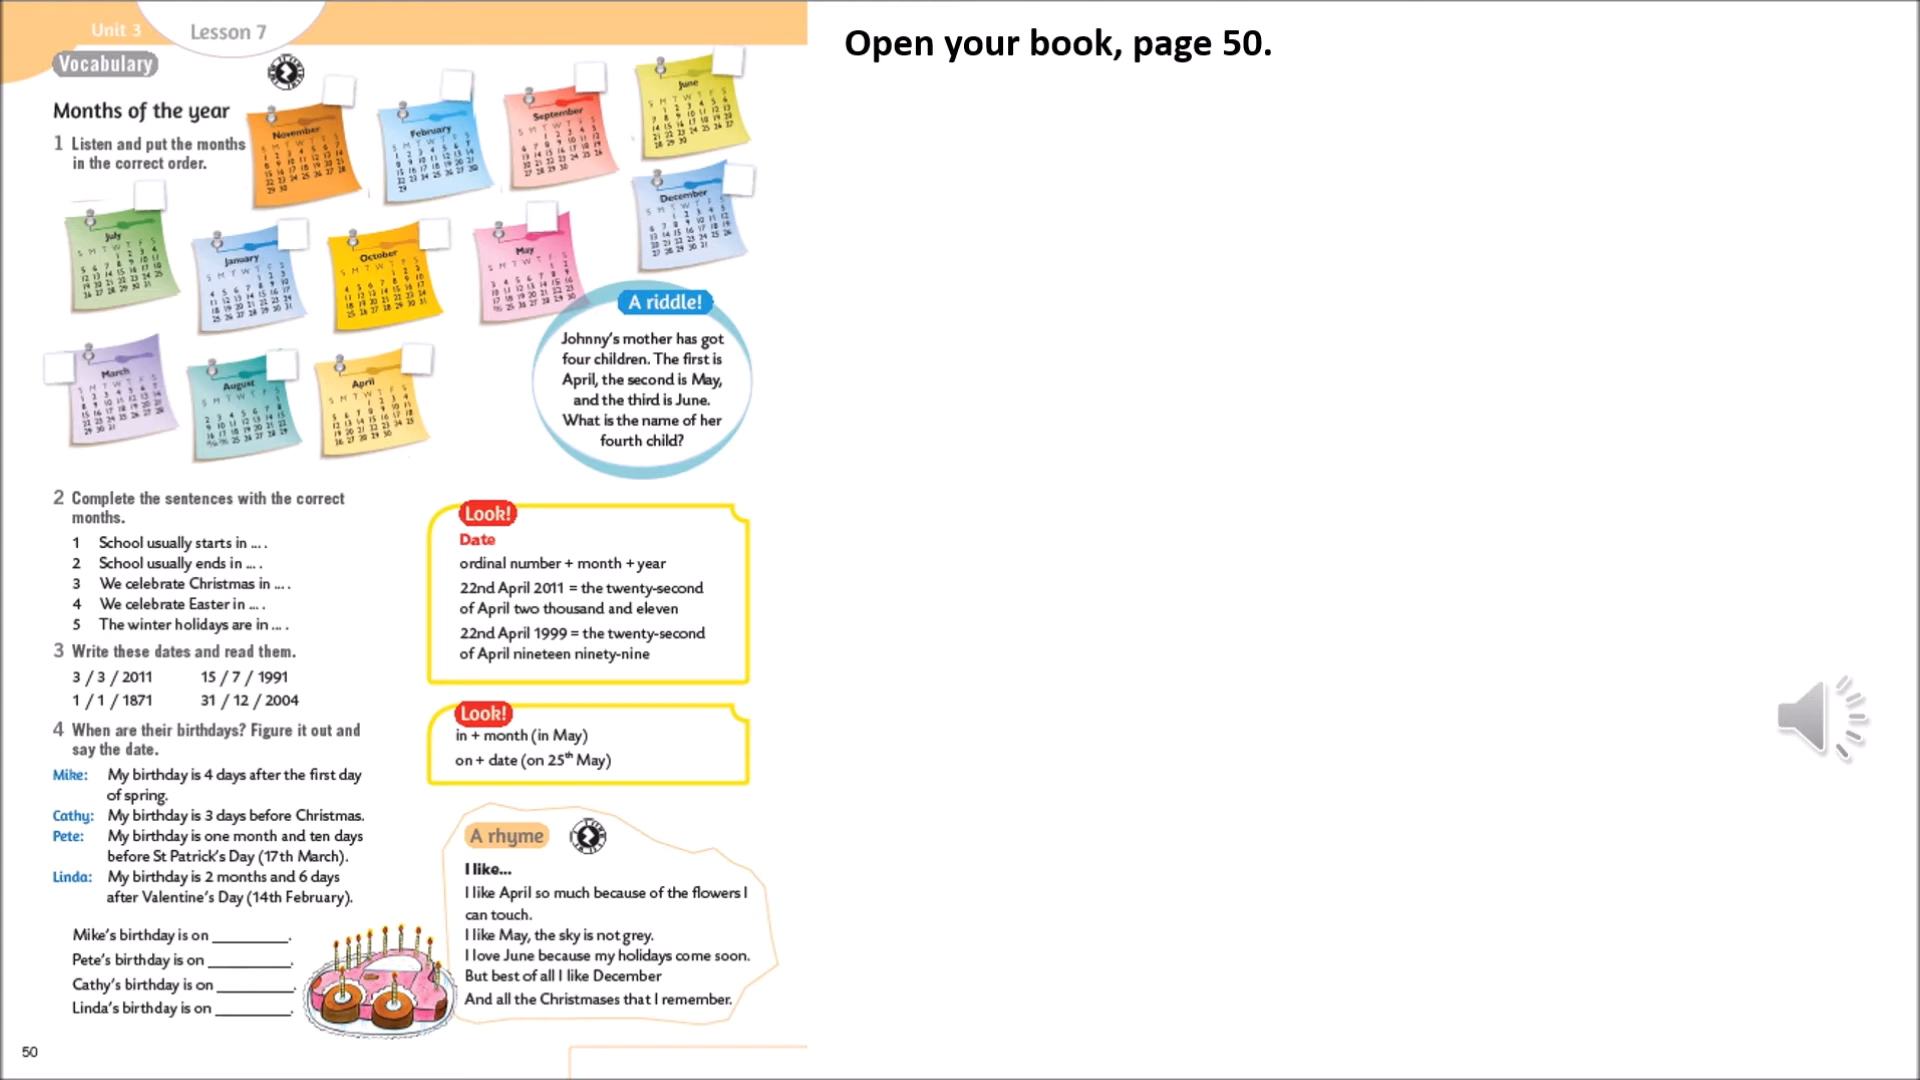 Open your book, page 50.
Unit 3
Lesson 7
Vocabulary
Months of the year
1 Listen and put the months
in the correct order.
November
February
September
June
December
July
January
October
May
March
August
April
A riddle!
Johnny's mother has got
four children. The first is
April, the second is May,
and the third is June.
What is the name of her
fourth child?
2 Complete the sentences with the correct
months.
1 School usually starts in ... .
2 School usually ends in ... .
3 We celebrate Christmas in ... .
4 We celebrate Easter in ... .
5 The winter holidays are in ... .
3 Write these dates and read them.
3 / 3 / 2011 15 / 7 / 1991
1 / 1 / 1871 31 / 12 / 2004
4 When are their birthdays? Figure it out and
say the date.
Mike: My birthday is 4 days after the first day
of spring.
Cathy: My birthday is 3 days before Christmas.
Pete: My birthday is one month and ten days
before St Patrick's Day (17th March).
Linda: My birthday is 2 months and 6 days
after Valentine's Day (14th February).
Mike's birthday is on _________.
Pete's birthday is on __________.
Cathy's birthday is on _________.
Linda's birthday is on _________.
Look!
Date
ordinal number + month + year
22nd April 2011 = the twenty-second
of April two thousand and eleven
22nd April 1999 = the twenty-second
of April nineteen ninety-nine
Look!
in + month (in May)
on + date (on 25th May)
A rhyme
I like...
I like April so much because of the flowers I
can touch.
I like May, the sky is not grey.
I love June because my holidays come soon.
But best of all I like December
And all the Christmases that I remember.
50